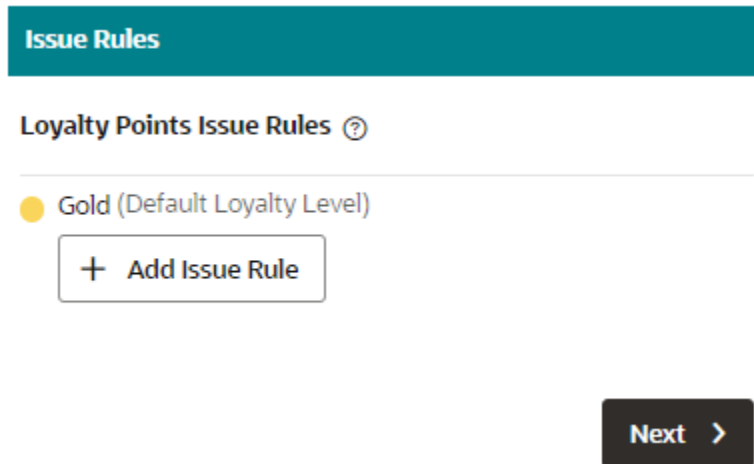 Issue Rules
Loyalty Points Issue Rules ?
Gold (Default Loyalty Level)
+ Add Issue Rule
Next >